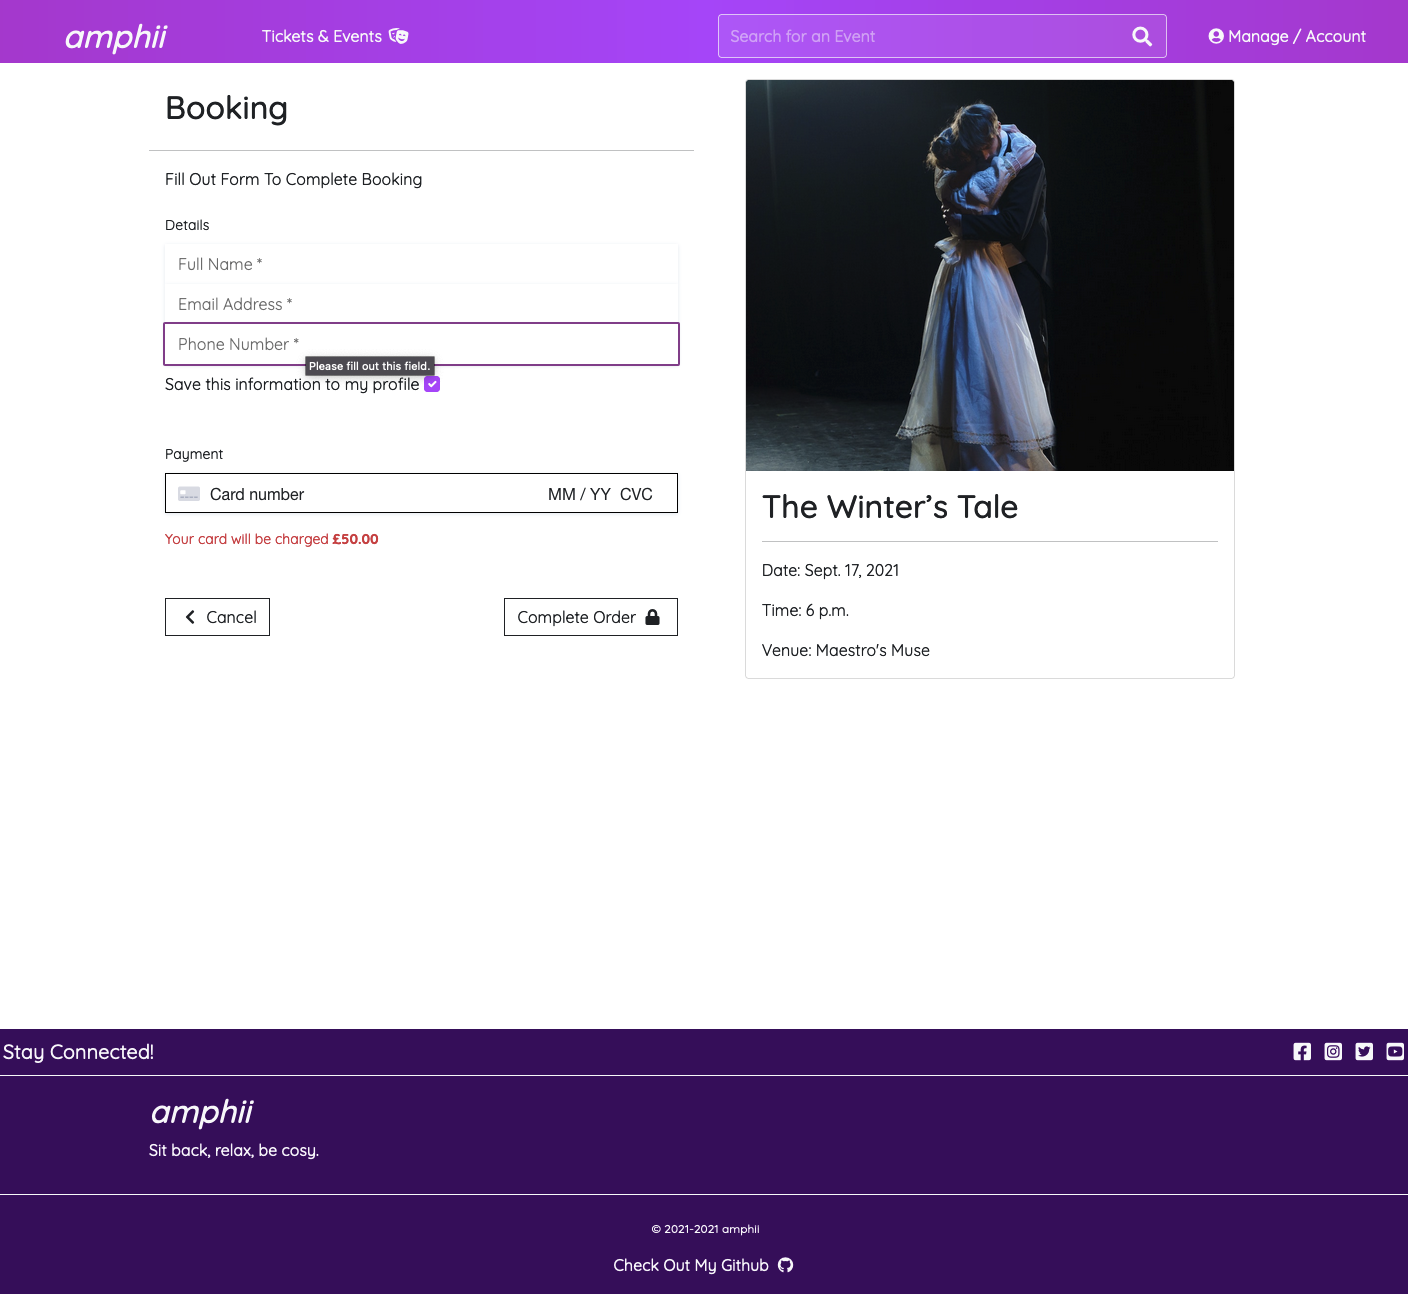 amphii
Tickets & Events
Search for an Event
Manage / Account
Booking
Fill Out Form To Complete Booking
Details
Full Name *
Email Address *
Phone Number *
Please fill out this field.
Save this information to my profile
Payment
Card number MM / YY CVC
Your card will be charged £50.00
Cancel
Complete Order
The Winter’s Tale
Date: Sept. 17, 2021
Time: 6 p.m.
Venue: Maestro's Muse
Stay Connected!
amphii
Sit back, relax, be cosy.
© 2021-2021 amphii
Check Out My Github